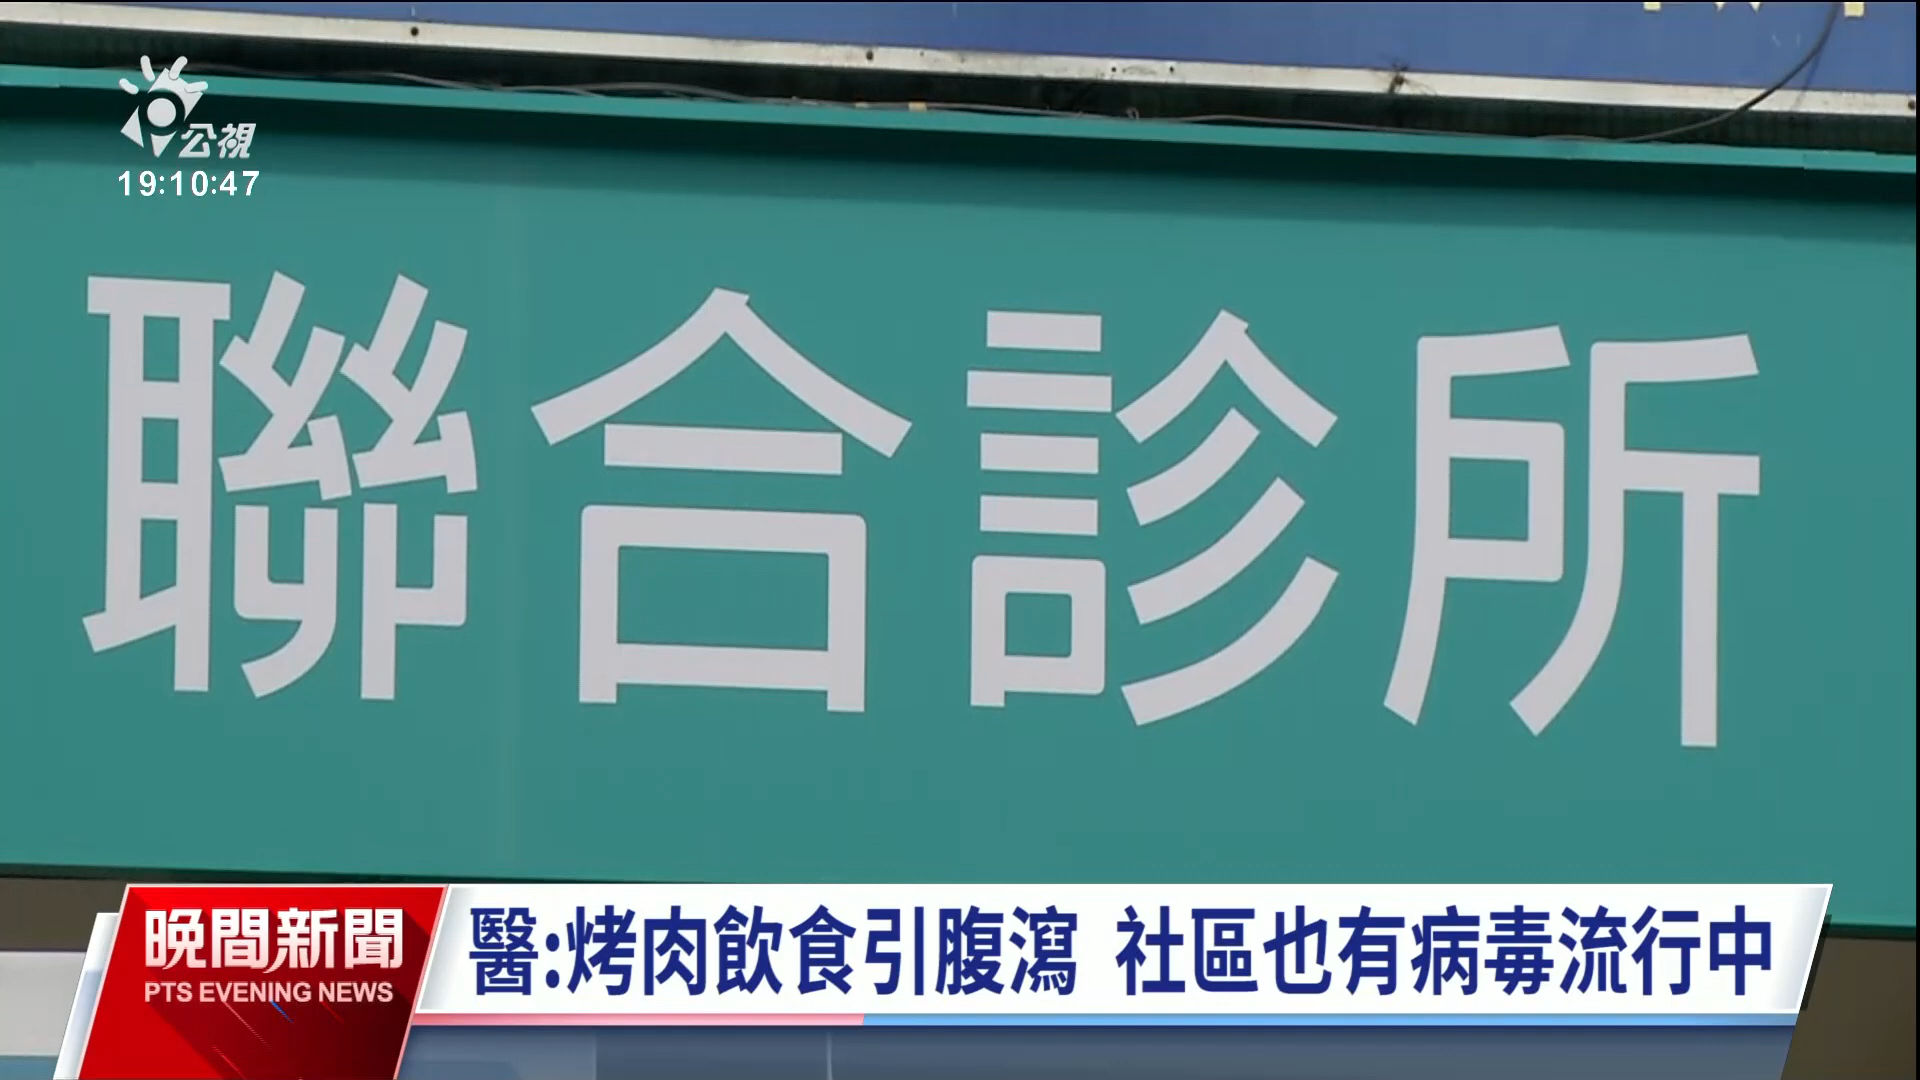 公視
19:10:47
聯合診所
晚間新聞
PTS EVENING NEWS
醫:烤肉飲食引腹瀉 社區也有病毒流行中